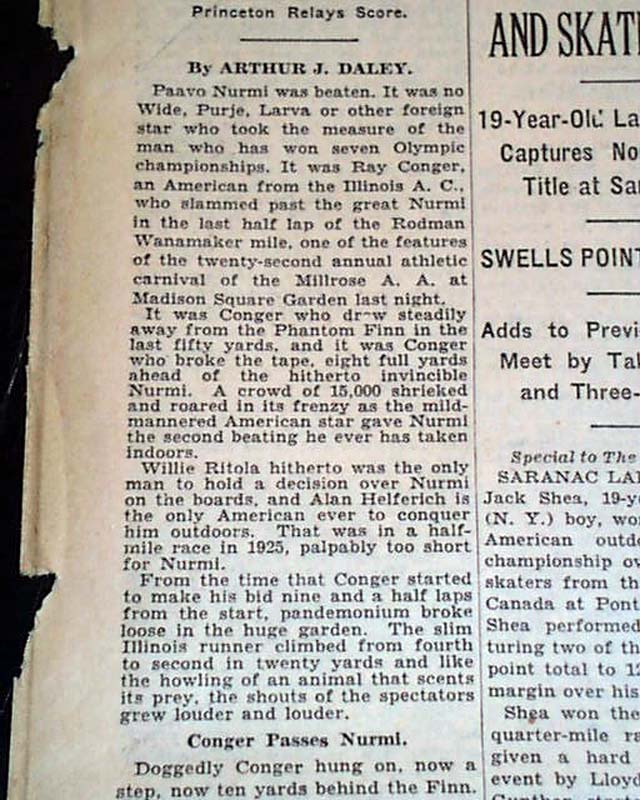 Princeton Relays Score.
By ARTHUR J. DALEY.
Paavo Nurmi was beaten. It was no
Wide, Purje, Larva or other foreign
star who took the measure of the
man who has won seven Olympic
championships. It was Ray Conger,
an American from the Illinois A. C.,
who slammed past the great Nurmi
in the last half lap of the Rodman
Wanamaker mile, one of the features
of the twenty-second annual athletic
carnival of the Millrose A. A. at
Madison Square Garden last night.
It was Conger who drew steadily
away from the Phantom Finn in the
last fifty yards, and it was Conger
who broke the tape, eight full yards
ahead of the hitherto invincible
Nurmi. A crowd of 15,000 shrieked
and roared in its frenzy as the mild-
mannered American star gave Nurmi
the second beating he ever has taken
indoors.
Willie Ritola hitherto was the only
man to hold a decision over Nurmi
on the boards, and Alan Helferich is
the only American ever to conquer
him outdoors. That was in a half-
mile race in 1925, palpably too short
for Nurmi.
From the time that Conger started
to make his bid nine and a half laps
from the start, pandemonium broke
loose in the huge garden. The slim
Illinois runner climbed from fourth
to second in twenty yards and like
the howling of an animal that scents
its prey, the shouts of the spectators
grew louder and louder.
Conger Passes Nurmi.
Doggedly Conger hung on, now a
step, now ten yards behind the Finn.
AND SKAT
19-Year-Old La
Captures No
Title at Sa
SWELLS POINT
Adds to Previ
Meet by Tak
and Three-
Special to The
SARANAC LA
Jack Shea, 19-ye
(N. Y.) boy, wo
American outdo
championship ov
skaters from th
Canada at Pont
Shea performed
turing two of th
point total to 12
margin over his
Shea won the
quarter-mile ra
given a hard
event by Lloyd